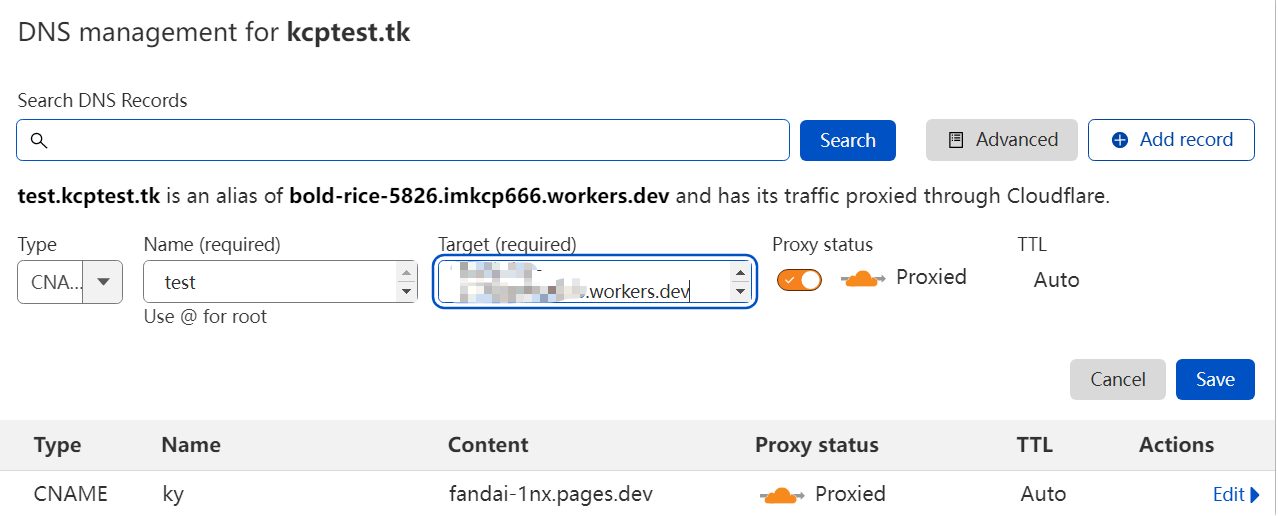 DNS management for kcptest.tk
Search DNS Records
Search
Advanced
Add record
test.kcptest.tk is an alias of bold-rice-5826.imkcp666.workers.dev and has its traffic proxied through Cloudflare.
Type Name (required) Target (required) Proxy status TTL
CNA... test .workers.dev Proxied Auto
Use @ for root
Cancel Save
Type Name Content Proxy status TTL Actions
CNAME ky fandai-1nx.pages.dev Proxied Auto Edit